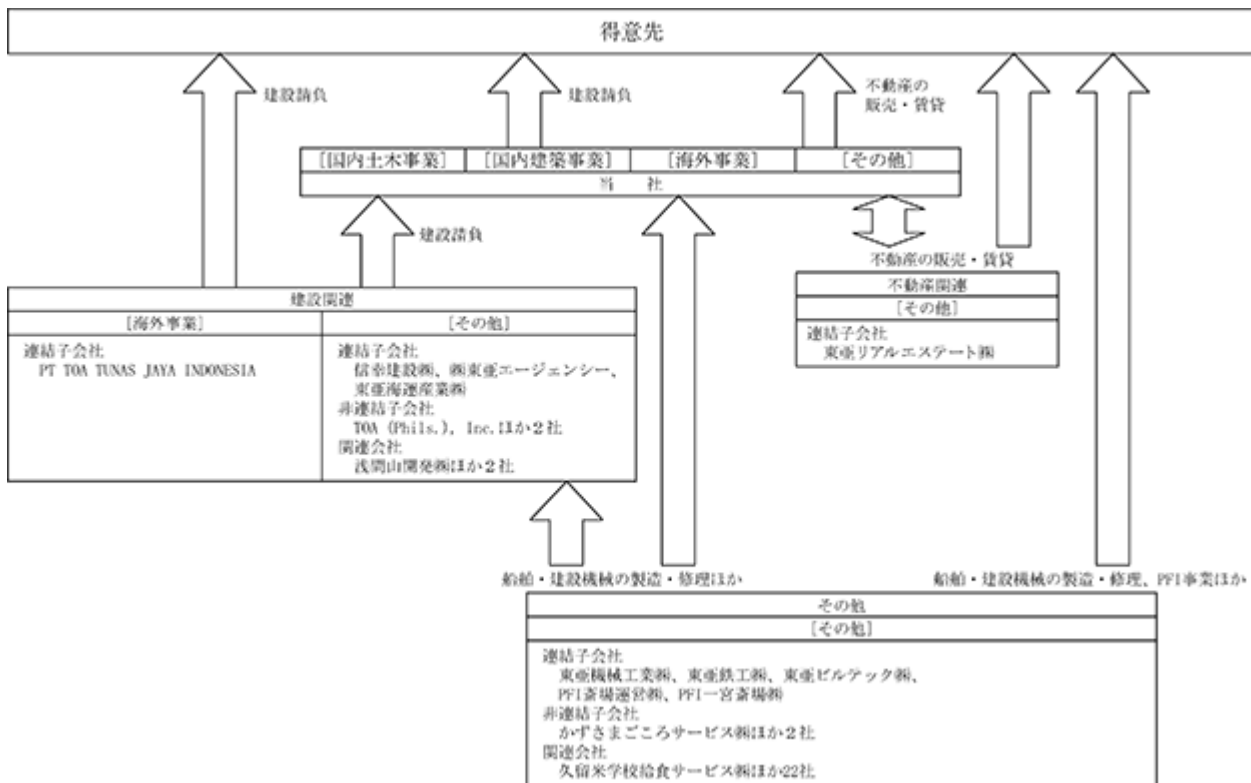 得意先
建設請負
建設請負
不動産の
販売・賃貸
[国内土木事業]
[国内建築事業]
[海外事業]
[その他]
当　社
建設請負
不動産の販売・賃貸
不動産関連
[その他]
連結子会社
東亜リアルエステート㈱
建設関連
[海外事業]
[その他]
連結子会社
PT TOA TUNAS JAYA INDONESIA
連結子会社
信幸建設㈱、㈱東亜エージェンシー、
東亜海運産業㈱
非連結子会社
TOA (Phils.), Inc.ほか２社
関連会社
浅間山開発㈱ほか２社
船舶・建設機械の製造・修理ほか
船舶・建設機械の製造・修理、PFI事業ほか
その他
[その他]
連結子会社
東亜機械工業㈱、東亜鉄工㈱、東亜ビルテック㈱、
PFI斎場運営㈱、PFI一宮斎場㈱
非連結子会社
かずさまごころサービス㈱ほか２社
関連会社
久留米学校給食サービス㈱ほか22社